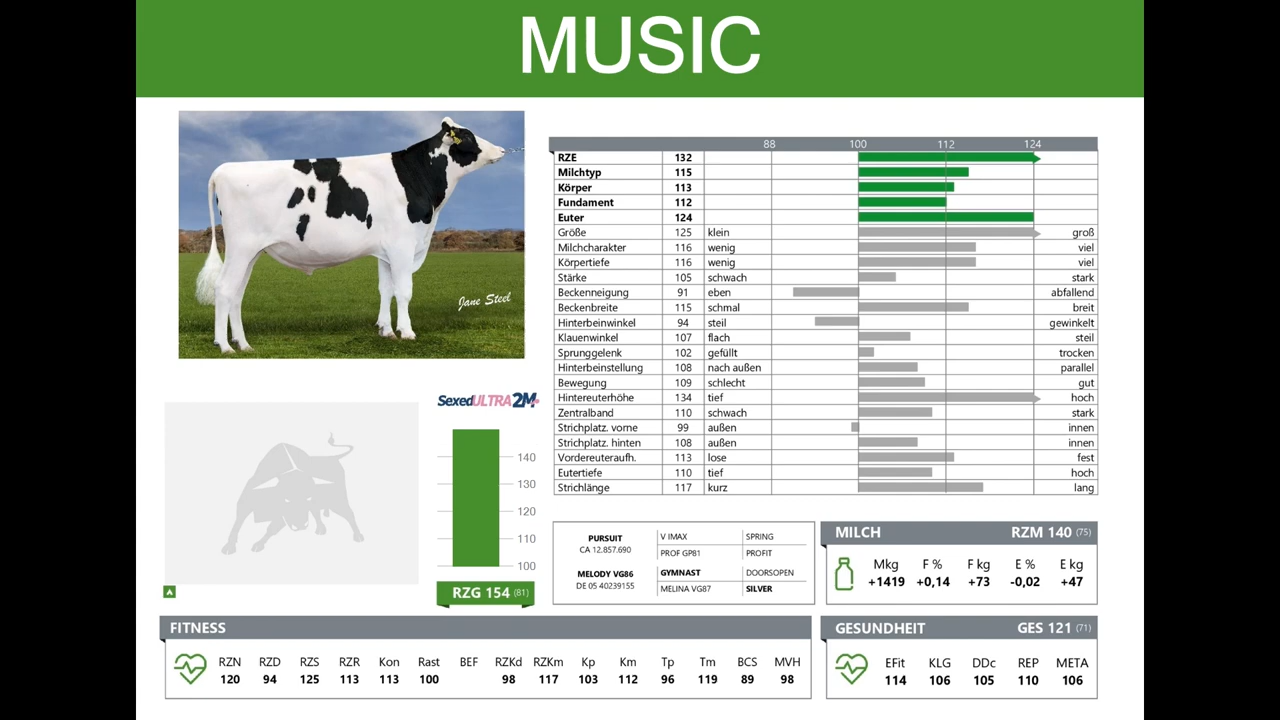 MUSIC
Jane Steel
88 100 112 124
RZE 132
Milchtyp 115
Körper 113
Fundament 112
Euter 124
Größe 125 klein groß
Milchcharakter 116 wenig viel
Körpertiefe 116 wenig viel
Stärke 105 schwach stark
Beckenneigung 91 eben abfallend
Beckenbreite 115 schmal breit
Hinterbeinwinkel 94 steil gewinkelt
Klauenwinkel 107 flach steil
Sprunggelenk 102 gefüllt trocken
Hinterbeinstellung 108 nach außen parallel
Bewegung 109 schlecht gut
Hintereuterhöhe 134 tief hoch
Zentralband 110 schwach stark
Strichplatz. vorne 99 außen innen
Strichplatz. hinten 108 außen innen
Vordereuteraufh. 113 lose fest
Eutertiefe 110 tief hoch
Strichlänge 117 kurz lang
SexedULTRA2M
140
130
120
110
100
RZG 154 (81)
PURSUIT
CA 12.857.690
V IMAX SPRING
PROF GP81 PROFIT
MELODY VG86
DE 05 40239155
GYMNAST DOORSOPEN
MELINA VG87 SILVER
MILCH RZM 140 (75)
Mkg F % F kg E % E kg
+1419 +0,14 +73 -0,02 +47
FITNESS
RZN RZD RZS RZR Kon Rast BEF RZKd RZKm Kp Km Tp Tm BCS MVH
120 94 125 113 113 100 98 117 103 112 96 119 89 98
GESUNDHEIT GES 121 (71)
EFit KLG DDc REP META
114 106 105 110 106